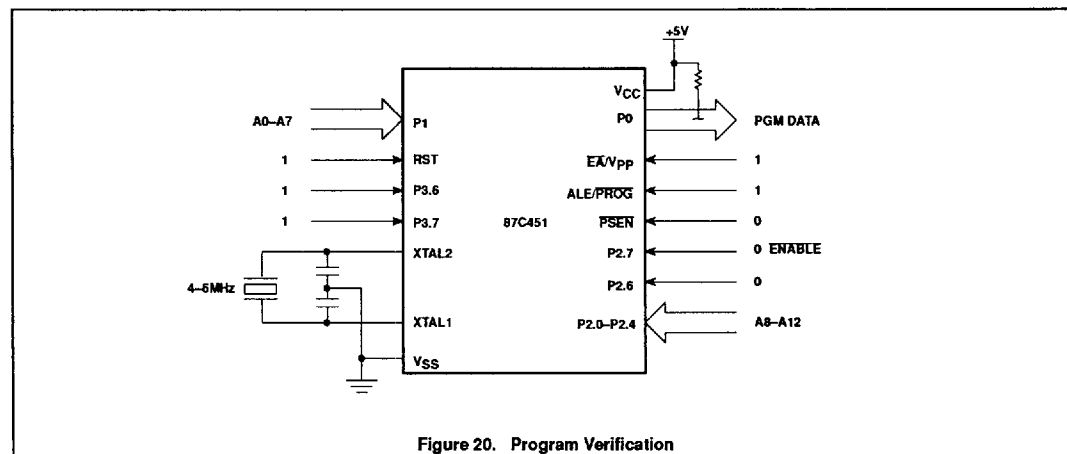 +5V
VCC
A0–A7
P1
P0
PGM DATA
1
RST
EA/VPP
1
1
P3.6
ALE/PROG
1
1
P3.7
87C451
PSEN
0
XTAL2
P2.7
0 ENABLE
4–6MHz
P2.6
0
XTAL1
P2.0–P2.4
A8–A12
VSS
Figure 20. Program Verification